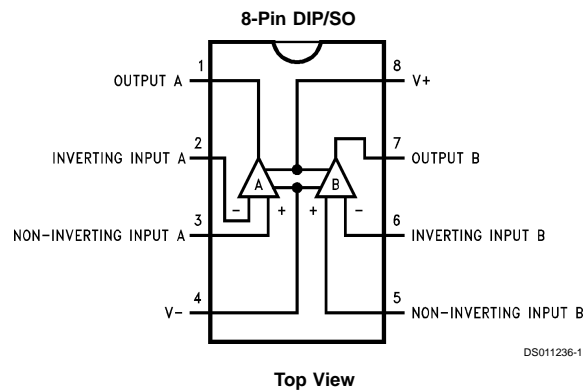 8-Pin DIP/SO
1
OUTPUT A
8
V+
2
INVERTING INPUT A
7
OUTPUT B
A
B
- + + -
3
NON-INVERTING INPUT A
6
INVERTING INPUT B
4
V-
5
NON-INVERTING INPUT B
DS011236-1
Top View